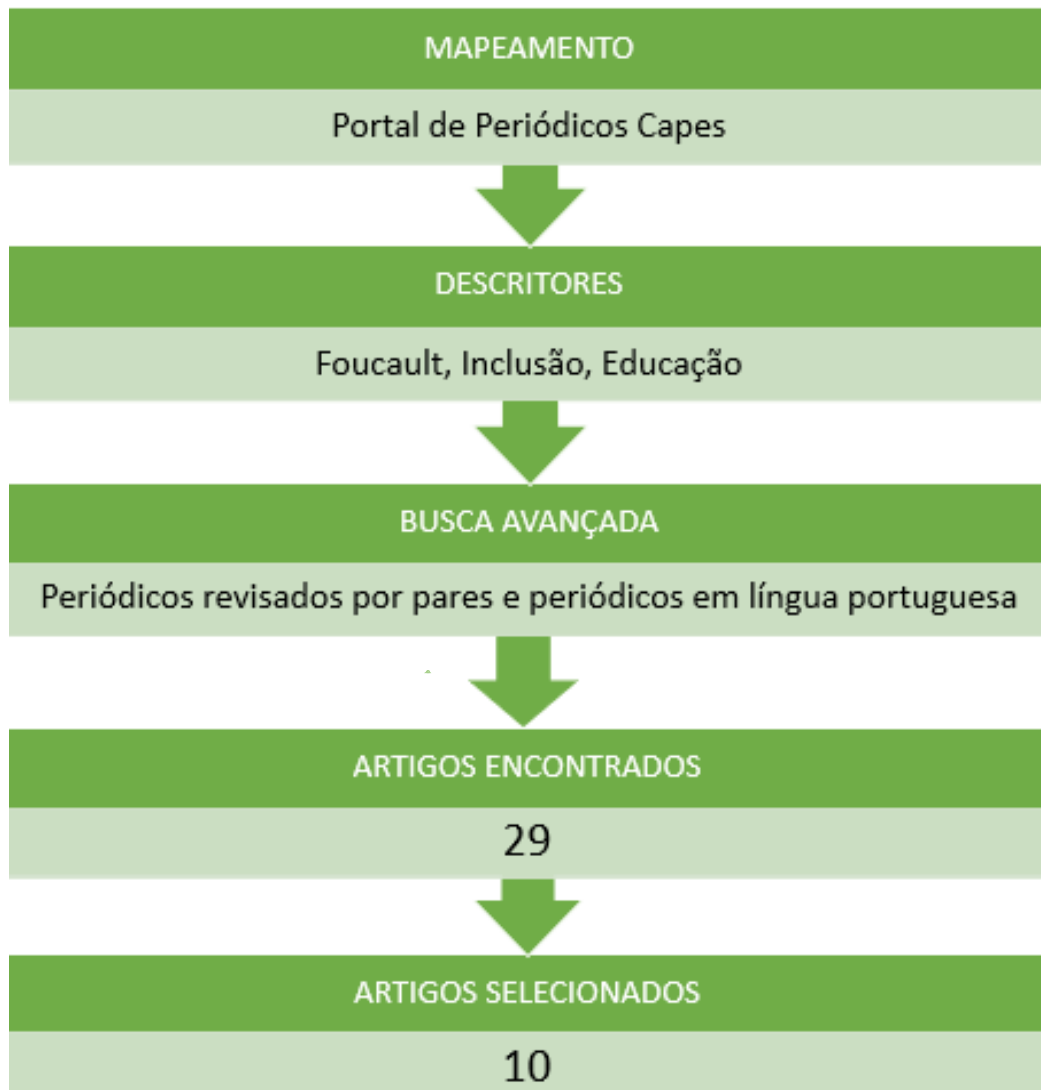 MAPEAMENTO
Portal de Periódicos Capes
DESCRITORES
Foucault, Inclusão, Educação
BUSCA AVANÇADA
Periódicos revisados por pares e periódicos em língua portuguesa
ARTIGOS ENCONTRADOS
29
ARTIGOS SELECIONADOS
10